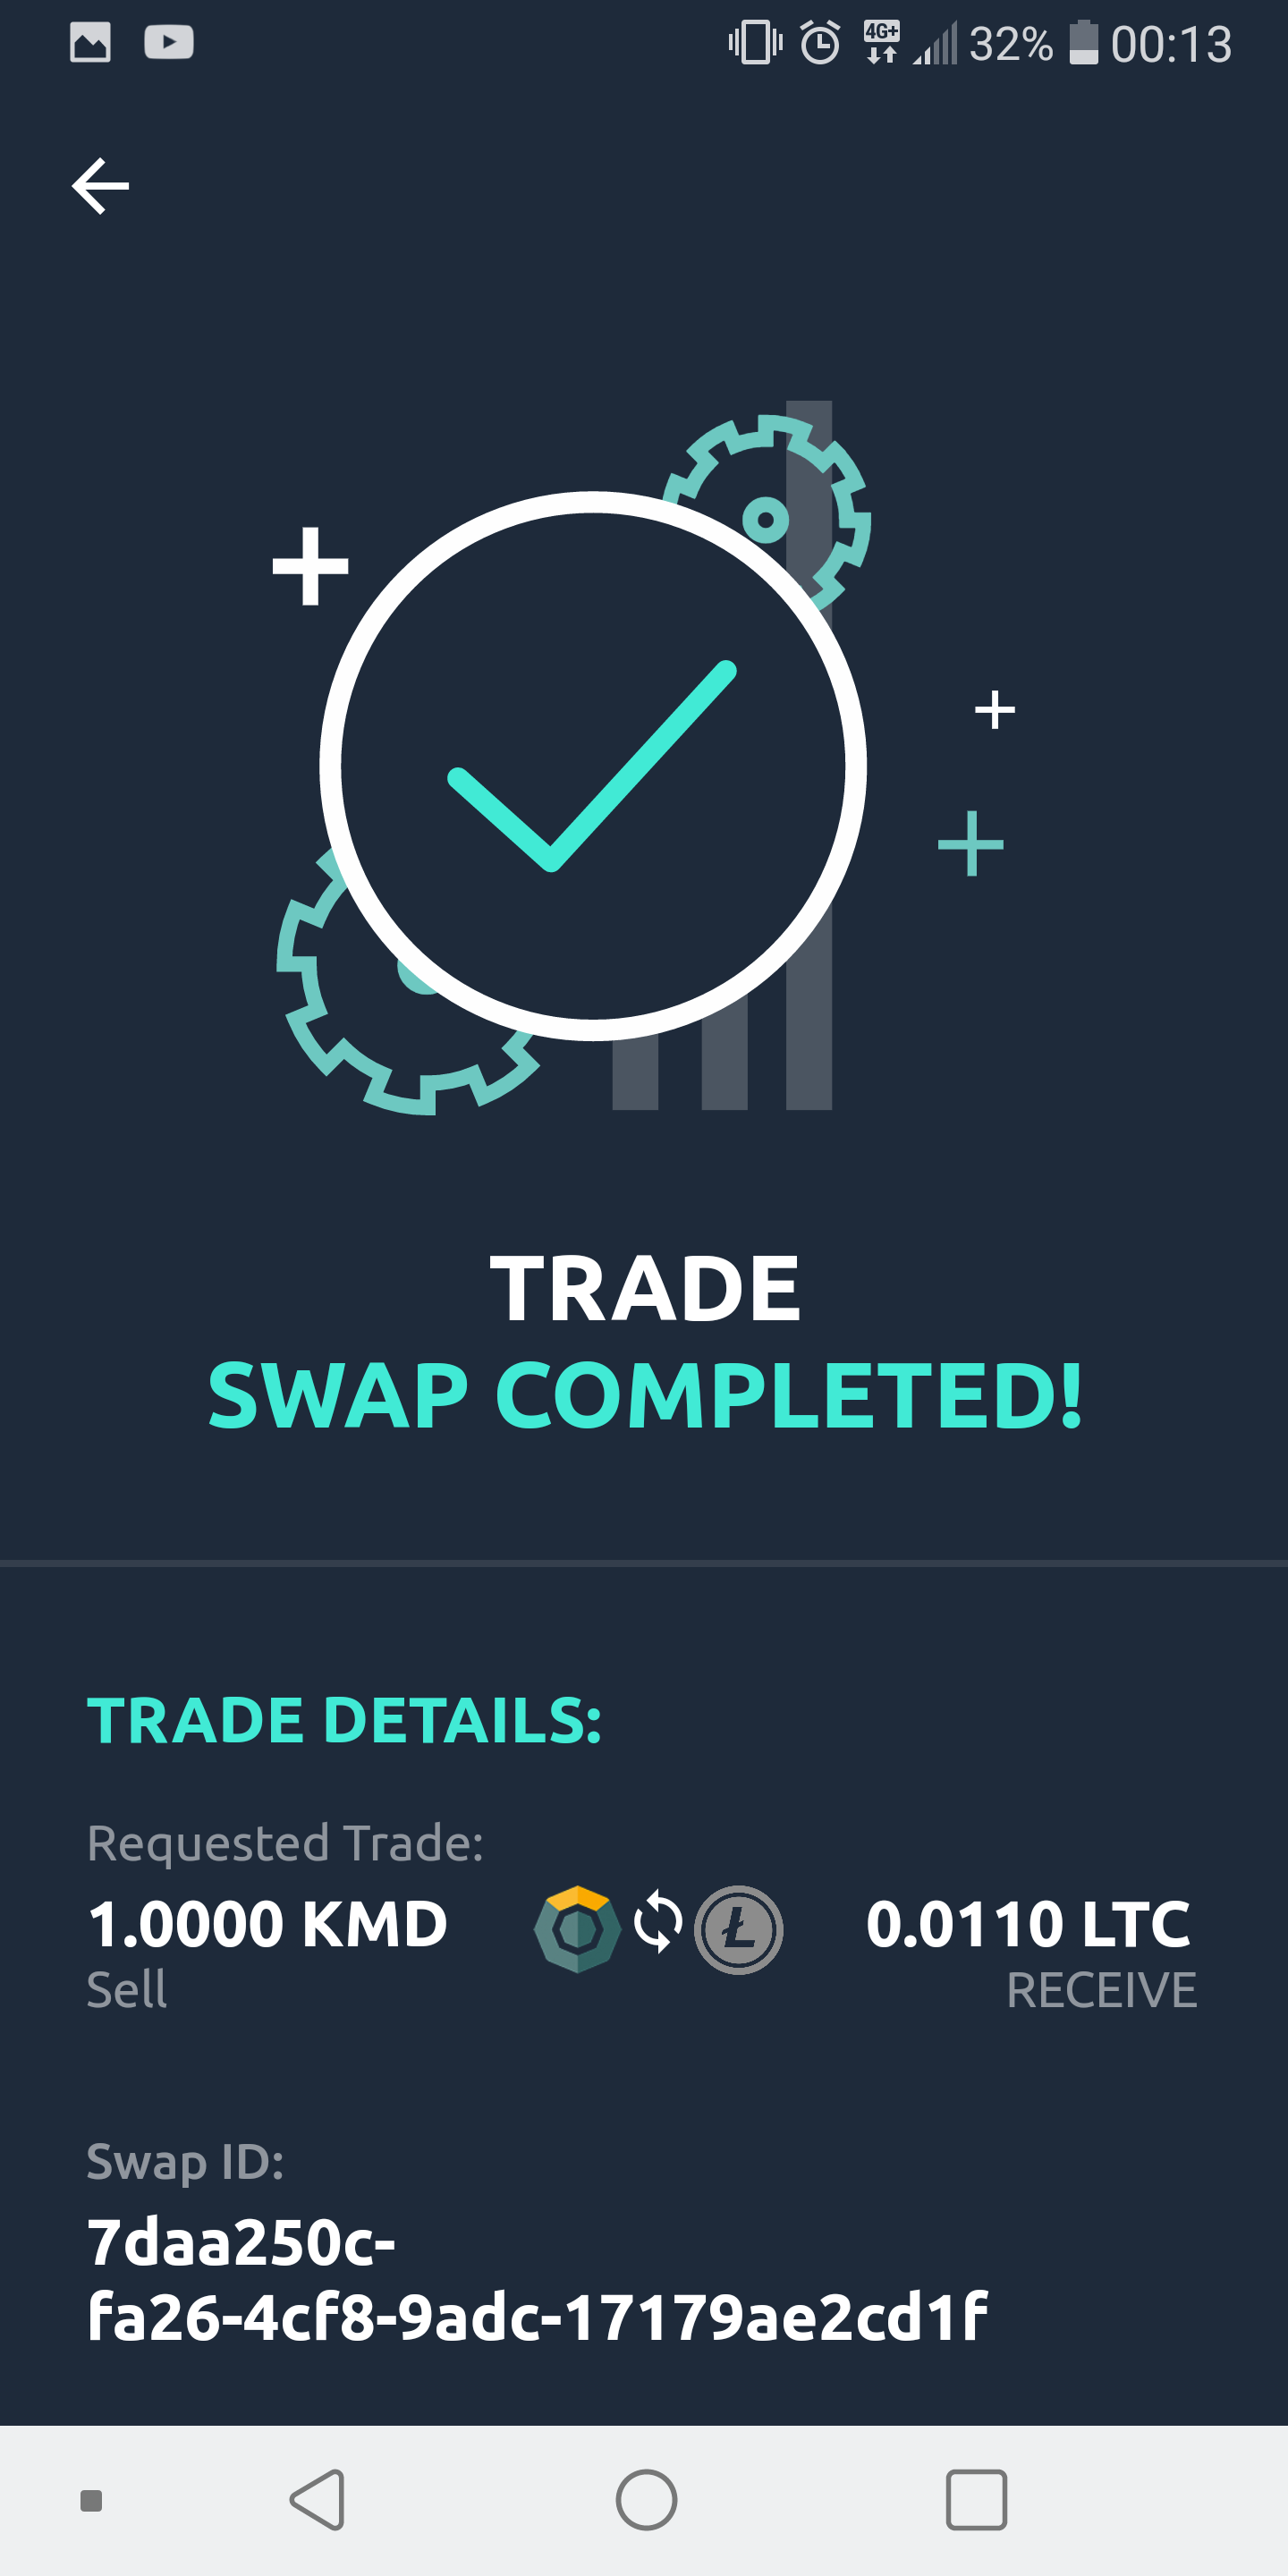 4G+ 32% 00:13
TRADE
SWAP COMPLETED!
TRADE DETAILS:
Requested Trade:
1.0000 KMD 0.0110 LTC
Sell RECEIVE
Swap ID:
7daa250c-
fa26-4cf8-9adc-17179ae2cd1f